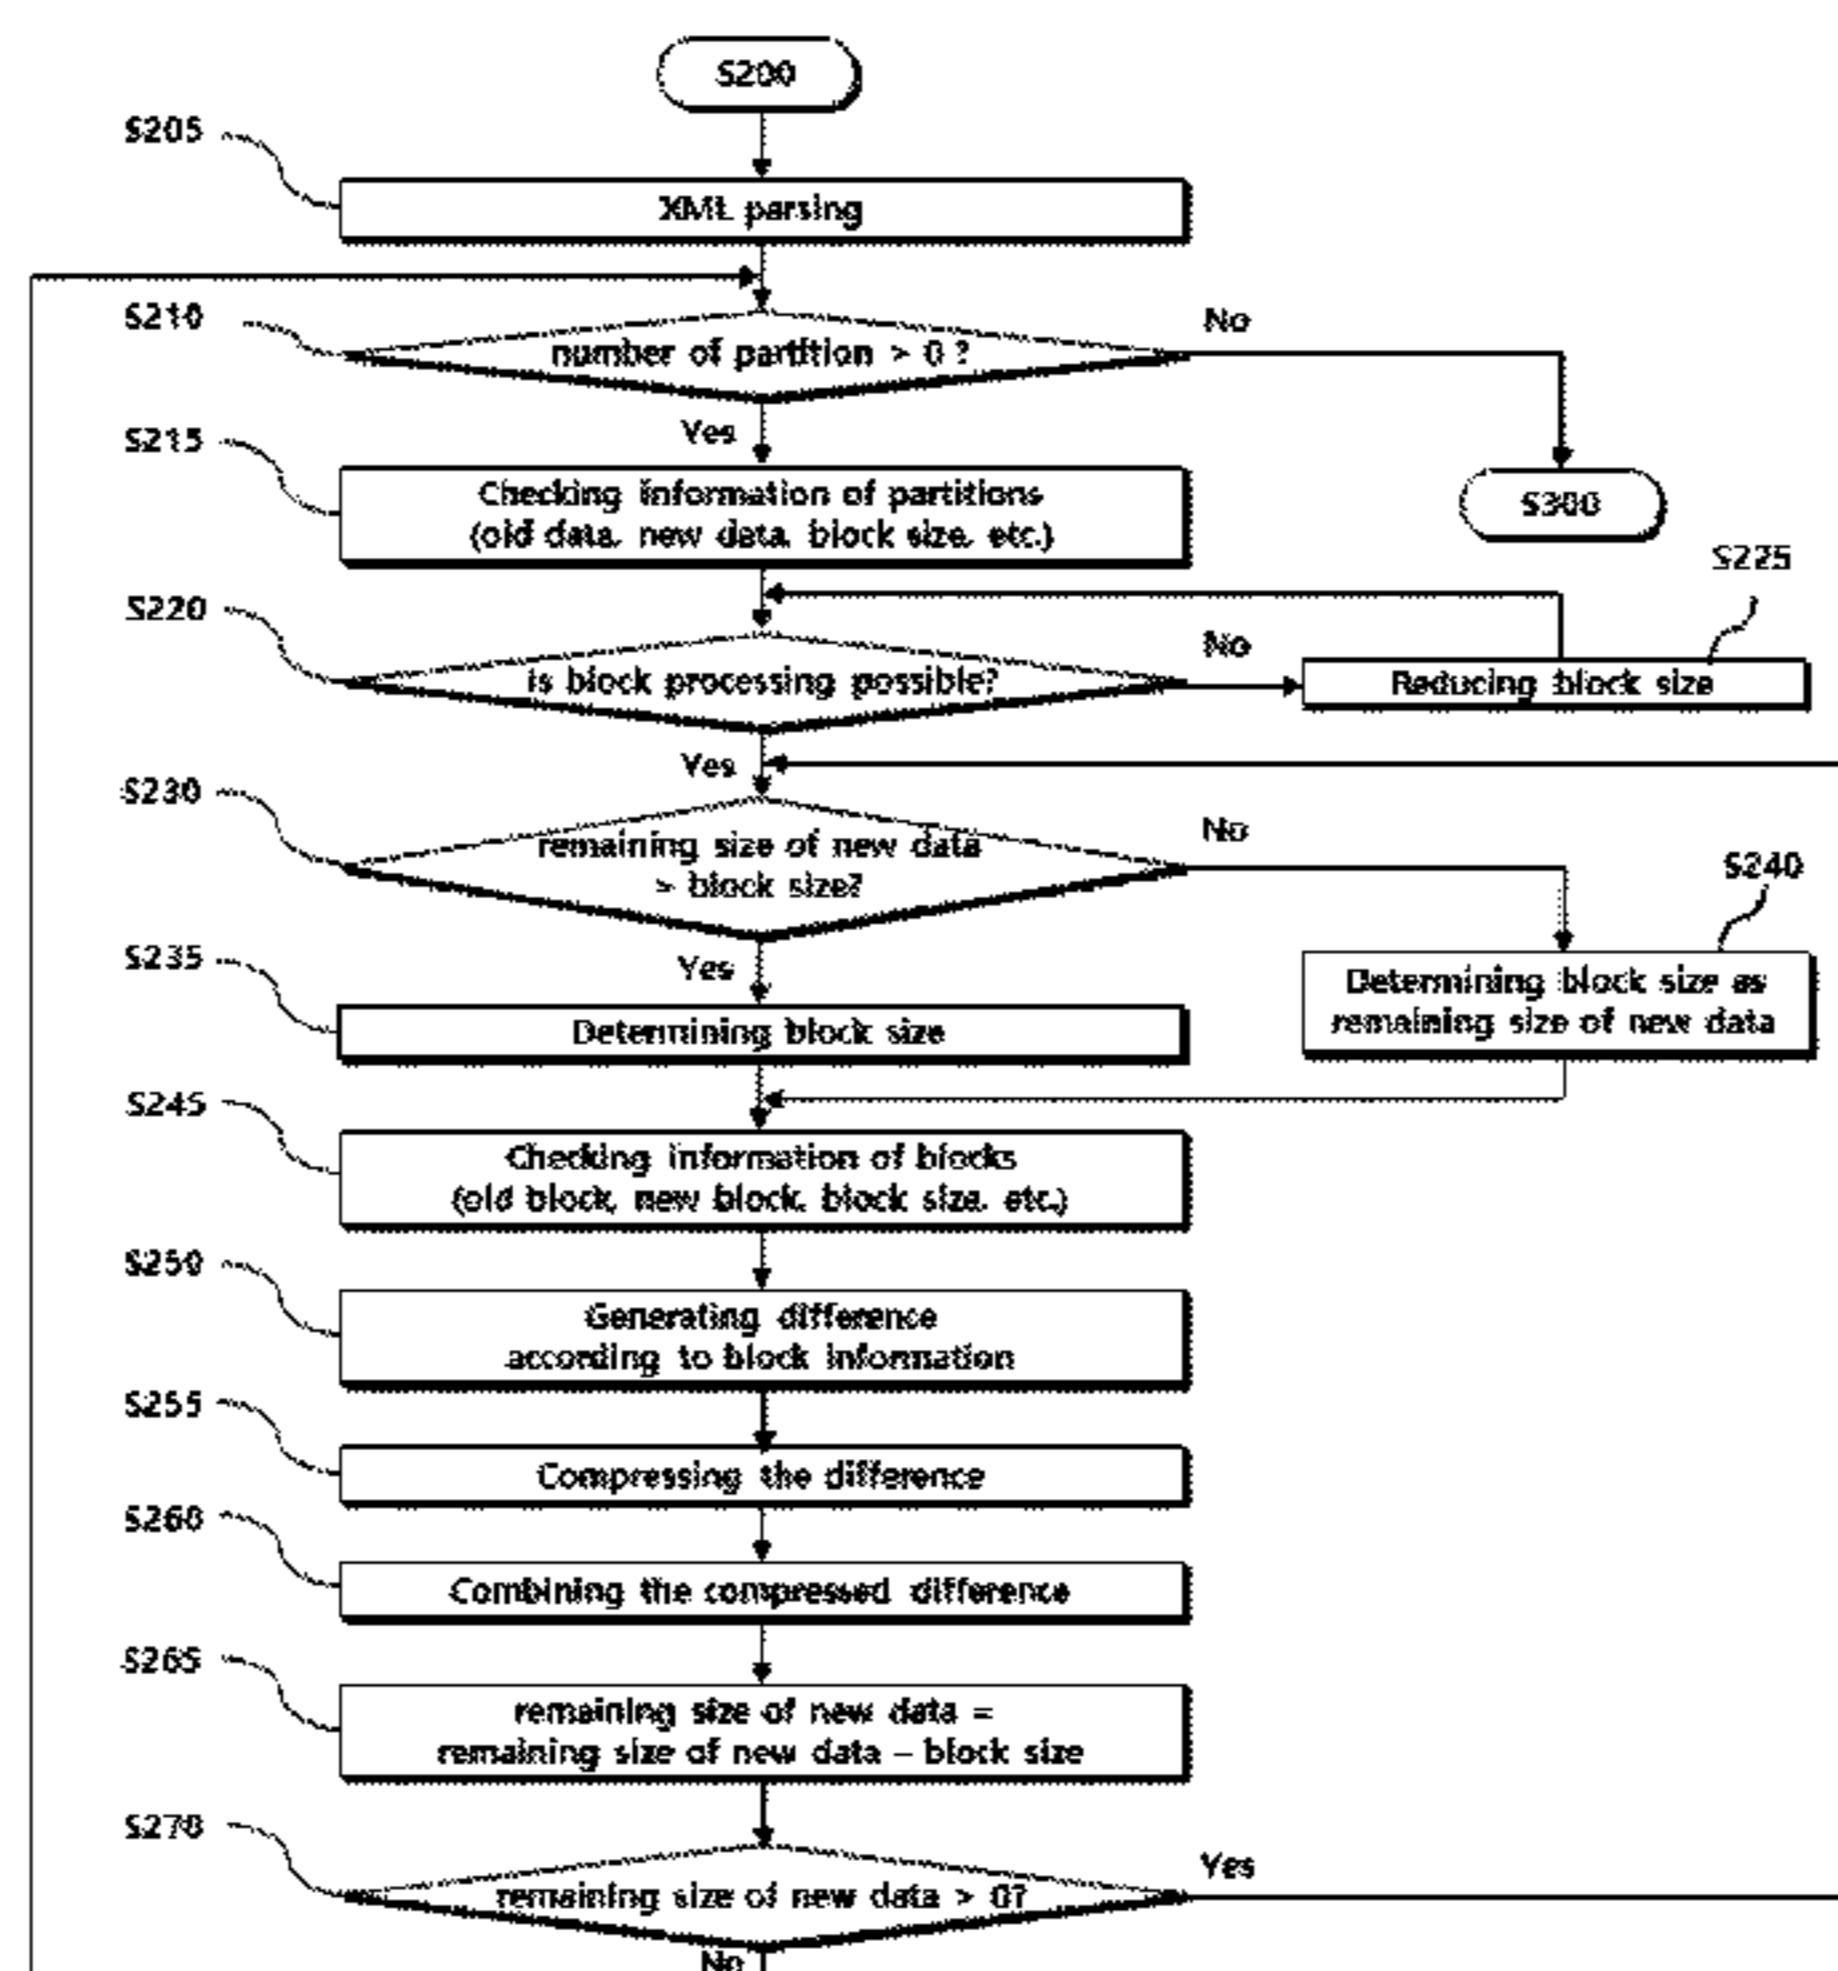 S200
S205
XML parsing
S210
number of partition > 0 ?
No
Yes
S215
Checking information of partitions
(old data, new data, block size, etc.)
S300
S225
S220
is block processing possible?
No
Reducing block size
Yes
S230
remaining size of new data
> block size?
No
S240
Yes
S235
Determining block size
Determining block size as
remaining size of new data
S245
Checking information of blocks
(old block, new block, block size, etc.)
S250
Generating difference
according to block information
S255
Compressing the difference
S260
Combining the compressed difference
S265
remaining size of new data =
remaining size of new data – block size
S270
remaining size of new data > 0?
Yes
No